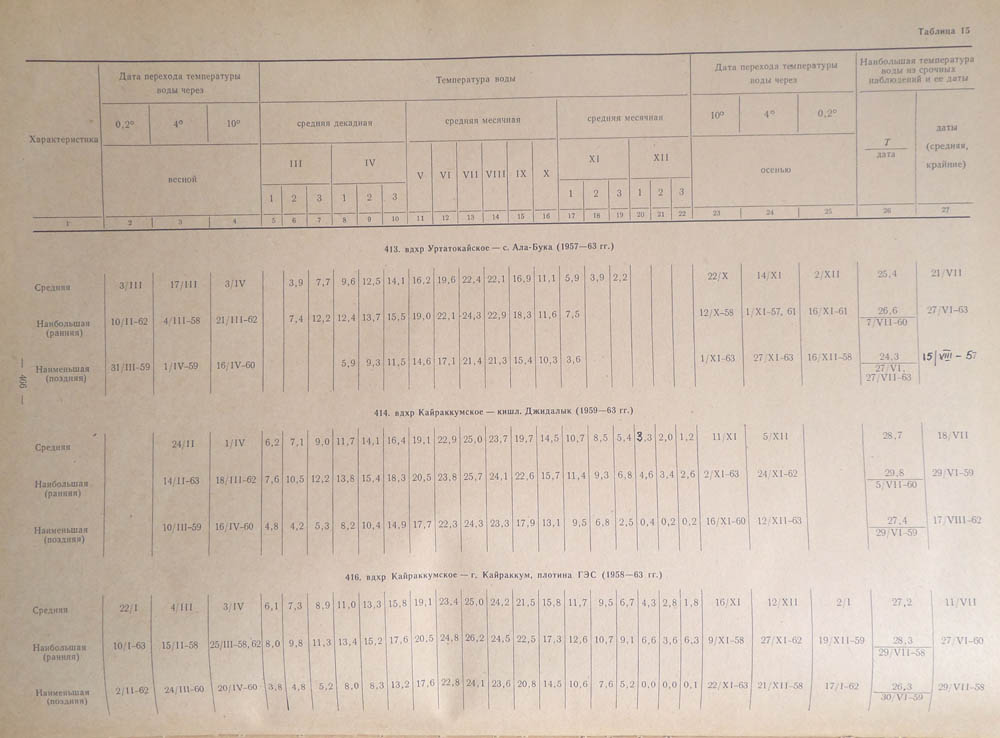 Таблица 15
Характеристика
Дата перехода температуры
воды через
Температура воды
Дата перехода температуры
воды через
Наибольшая температура
воды из срочных
наблюдений и ее даты
0,2° 4° 10°
средняя декадная средняя месячная средняя месячная
10° 4° 0,2°
T
дата
даты
(средняя,
крайние)
весной
III IV V VI VII VIII IX X XI XII
осенью
1 2 3 1 2 3 1 2 3 1 2 3
1 2 3 4 5 6 7 8 9 10 11 12 13 14 15 16 17 18 19 20 21 22 23 24 25 26 27
413. вдхр Уртатокайское — с. Ала-Бука (1957—63 гг.)
Средняя 3/III 17/III 3/IV 3,9 7,7 9,6 12,5 14,1 16,2 19,6 22,4 22,1 16,9 11,1 5,9 3,9 2,2 22/X 14/XI 2/XII 25,4 21/VII
Наибольшая (ранняя) 10/II–62 4/III–58 21/III–62 7,4 12,2 12,4 13,7 15,5 19,0 22,1 24,3 22,9 18,3 11,6 7,5 12/X–58 1/XI–57, 61 16/XI–61 26,6 27/VI–63
7/VII–60
Наименьшая (поздняя) 31/III–59 1/IV–59 16/IV–60 5,9 9,3 11,5 14,6 17,1 21,4 21,3 15,4 10,3 3,6 1/XI–63 27/XI–63 16/XII–58 24,3 15/VIII – 57
27/VI,
27/VII–63
— 406 —
414. вдхр Кайраккумское — кишл. Джидалык (1959—63 гг.)
Средняя 24/II 1/IV 6,2 7,1 9,0 11,7 14,1 16,4 19,1 22,9 25,0 23,7 19,7 14,5 10,7 8,5 5,4 3,3 2,0 1,2 11/XI 5/XII 28,7 18/VII
Наибольшая (ранняя) 14/II–63 18/III–62 7,6 10,5 12,2 13,8 15,4 18,3 20,5 23,8 25,7 24,1 22,6 15,7 11,4 9,3 6,8 4,6 3,4 2,6 2/XI–63 24/XI–62 29,8 29/VI–59
5/VII–60
Наименьшая (поздняя) 10/III–59 16/IV–60 4,8 4,2 5,3 8,2 10,4 14,9 17,7 22,3 24,3 23,3 17,9 13,1 9,5 6,8 2,5 0,4 0,2 0,2 16/XI–60 12/XII–63 27,4 17/VIII–62
29/VI–59
416. вдхр Кайраккумское — г. Кайраккум, плотина ГЭС (1958—63 гг.)
Средняя 22/I 4/III 3/IV 6,1 7,3 8,9 11,0 13,3 15,8 19,1 23,4 25,0 24,2 21,5 15,8 11,7 9,5 6,7 4,3 2,8 1,8 16/XI 12/XII 2/I 27,2 11/VII
Наибольшая (ранняя) 10/I–63 15/II–58 25/III–58,62 8,0 9,8 11,3 13,4 15,2 17,6 20,5 24,8 26,2 24,5 22,5 17,3 12,6 10,7 9,1 6,6 3,6 6,3 9/XI–58 27/XI–62 19/XII–59 28,3 27/VI–60
29/VII–58
Наименьшая (поздняя) 2/II–62 24/III–60 20/IV–60 3,8 4,8 5,2 8,0 8,3 13,2 17,6 22,8 24,1 23,6 20,8 14,5 10,6 7,6 5,2 0,0 0,0 0,1 22/XI–63 21/XII–58 17/I–62 26,3 29/VII–58
30/VI–59